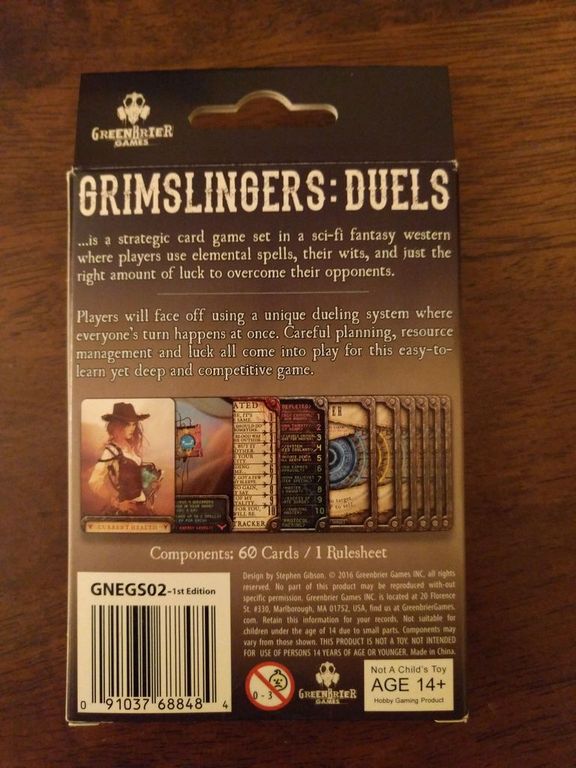 GREENBRIER
GAMES
GRIMSLINGERS: DUELS
...is a strategic card game set in a sci-fi fantasy western
where players use elemental spells, their wits, and just the
right amount of luck to overcome their opponents.
Players will face off using a unique dueling system where
everyone's turn happens at once. Careful planning, resource
management and luck all come into play for this easy-to-
learn yet deep and competitive game.
CURRENT HEALTH
TRACKER
Components: 60 Cards / 1 Rulesheet
GNEGS02-1st Edition
0 91037 68848 4
Design by Stephen Gibson. © 2016 Greenbrier Games INC, all rights
reserved. No part of this product may be reproduced with-out
specific permission. Greenbrier Games INC. is located at 20 Florence
St. #330, Marlborough, MA 01752, USA, find us at GreenbrierGames.
com. Retain this information for your records. Not suitable for
children under the age of 14 due to small parts. Components may
vary from those shown. THIS PRODUCT IS NOT A TOY. NOT INTENDED
FOR USE OF PERSONS 14 YEARS OF AGE OR YOUNGER, Made in China.
0 - 3
GREENBRIER
GAMES
Not A Child's Toy
AGE 14+
Hobby Gaming Product